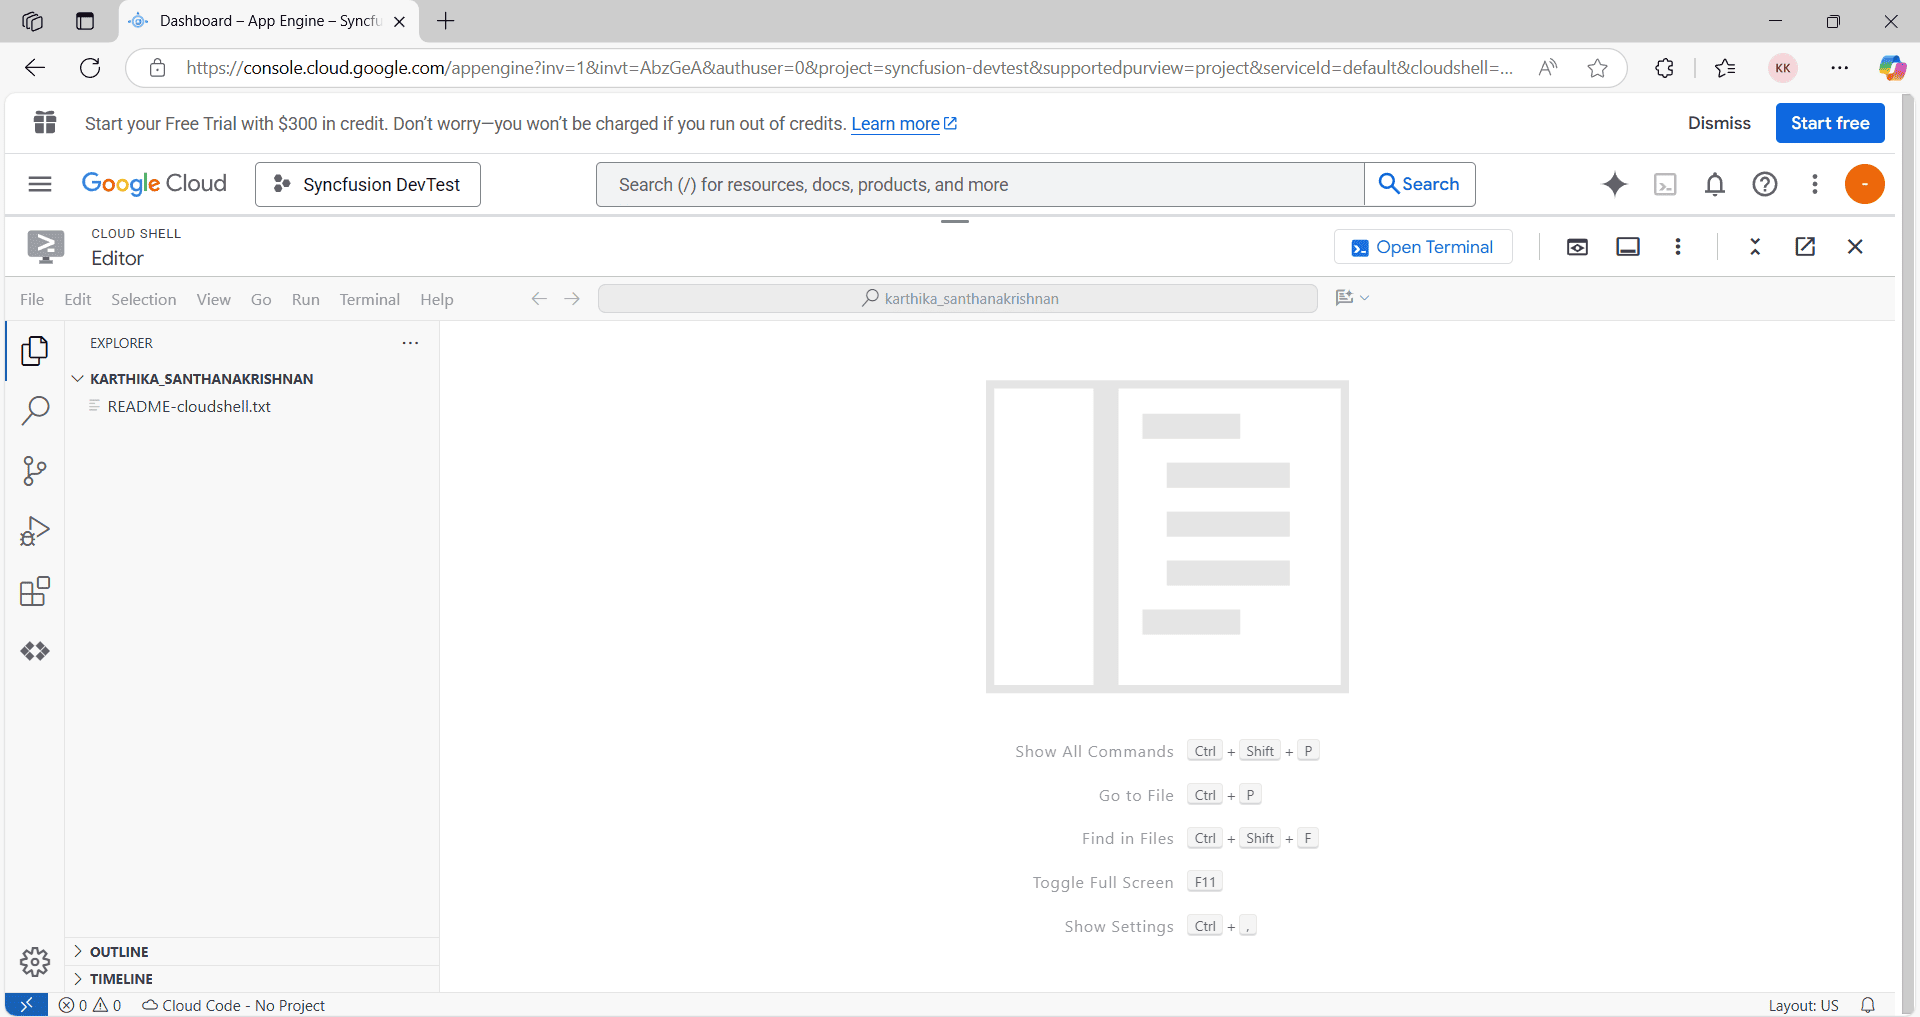 Dashboard – App Engine – Syncfu
https://console.cloud.google.com/appengine?inv=1&invt=AbzGeA&authuser=0&project=syncfusion-devtest&supportedpurview=project&serviceId=default&cloudshell=...
KK
Start your Free Trial with $300 in credit. Don’t worry—you won’t be charged if you run out of credits. Learn more
Dismiss
Start free
Google Cloud
Syncfusion DevTest
Search (/) for resources, docs, products, and more
Search
CLOUD SHELL
Editor
Open Terminal
File Edit Selection View Go Run Terminal Help
karthika_santhanakrishnan
EXPLORER
KARTHIKA_SANTHANAKRISHNAN
README-cloudshell.txt
Show All Commands Ctrl + Shift + P
Go to File Ctrl + P
Find in Files Ctrl + Shift + F
Toggle Full Screen F11
Show Settings Ctrl + ,
OUTLINE
TIMELINE
0 0 Cloud Code - No Project
Layout: US